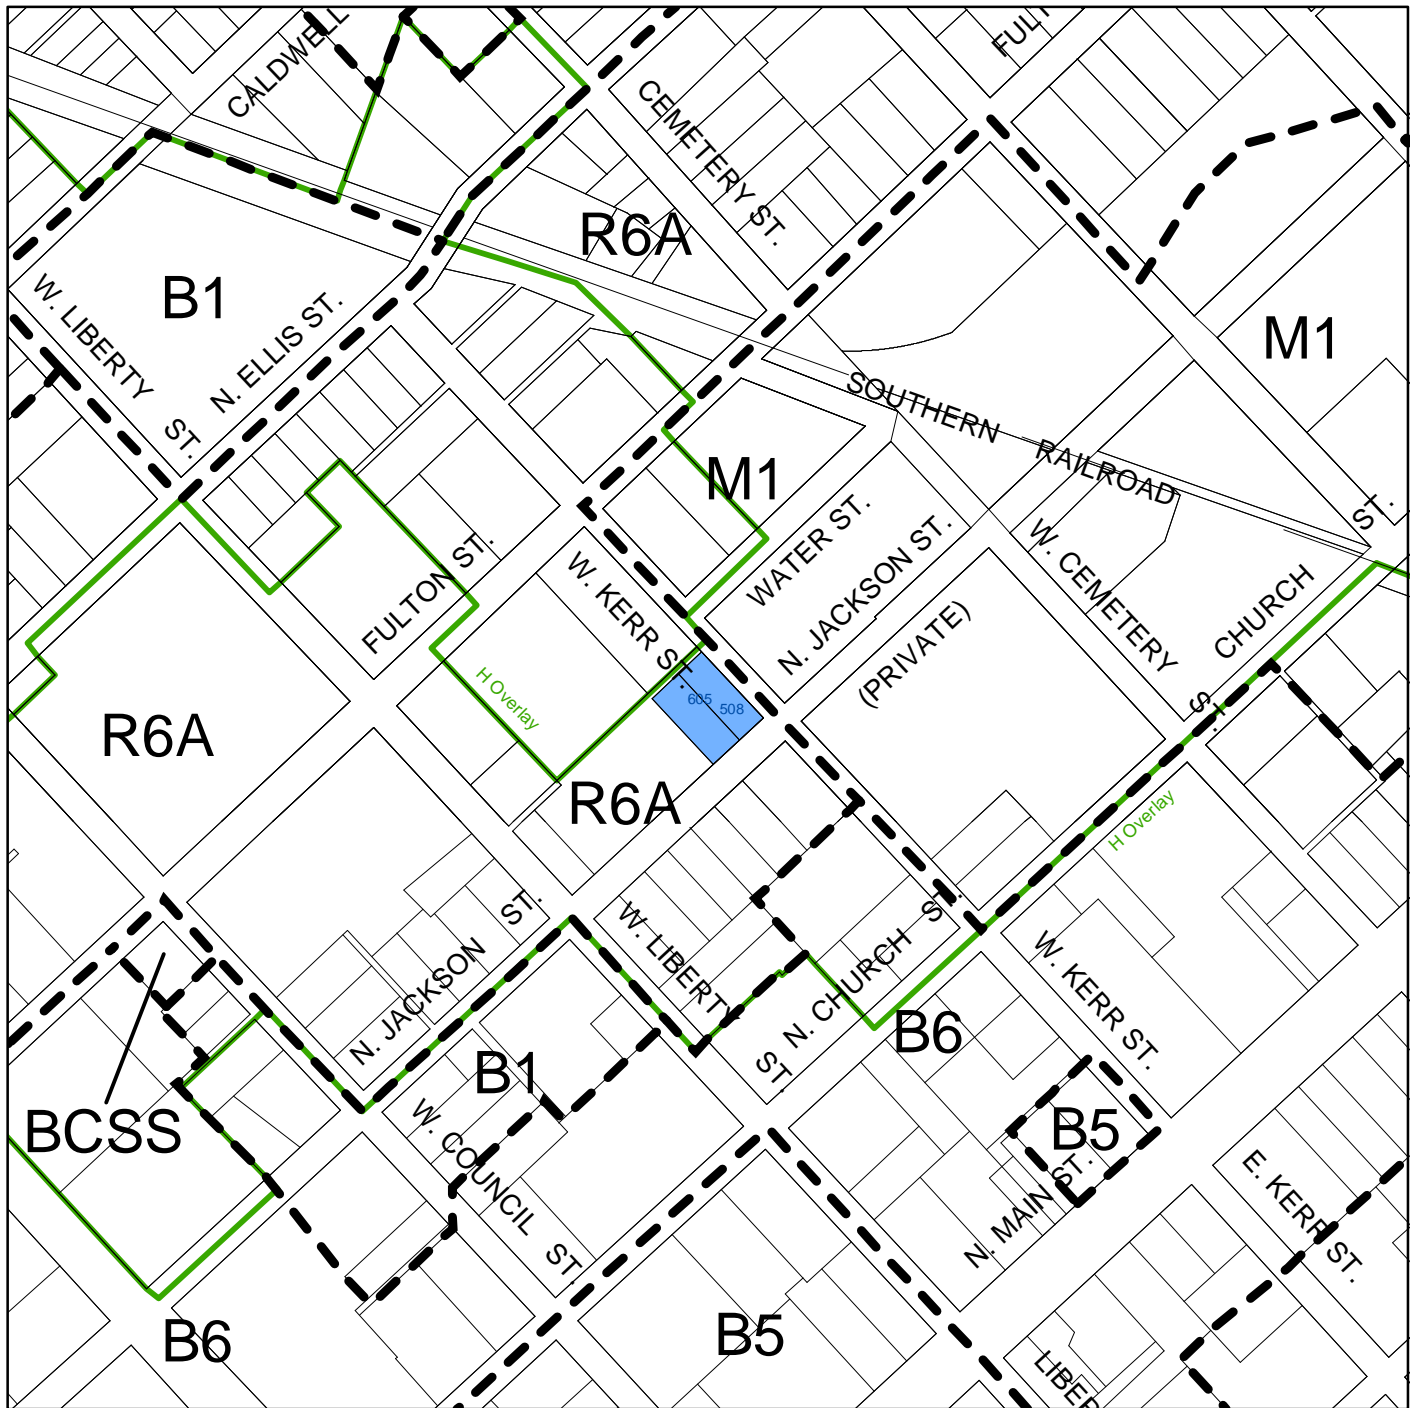 CALDWELL
CEMETERY ST.
R6A
B1
W. LIBERTY ST.
N. ELLIS ST.
M1
SOUTHERN RAILROAD
M1
WATER ST.
N. JACKSON ST.
(PRIVATE)
W. CEMETERY ST.
CHURCH ST.
FULTON ST.
W. KERR ST.
H Overlay
605
508
R6A
R6A
H Overlay
N. JACKSON ST.
W. LIBERTY ST.
N. CHURCH ST.
W. KERR ST.
B6
B1
BCSS
W. COUNCIL ST.
B5
N. MAIN ST.
E. KERR ST.
B6
B5